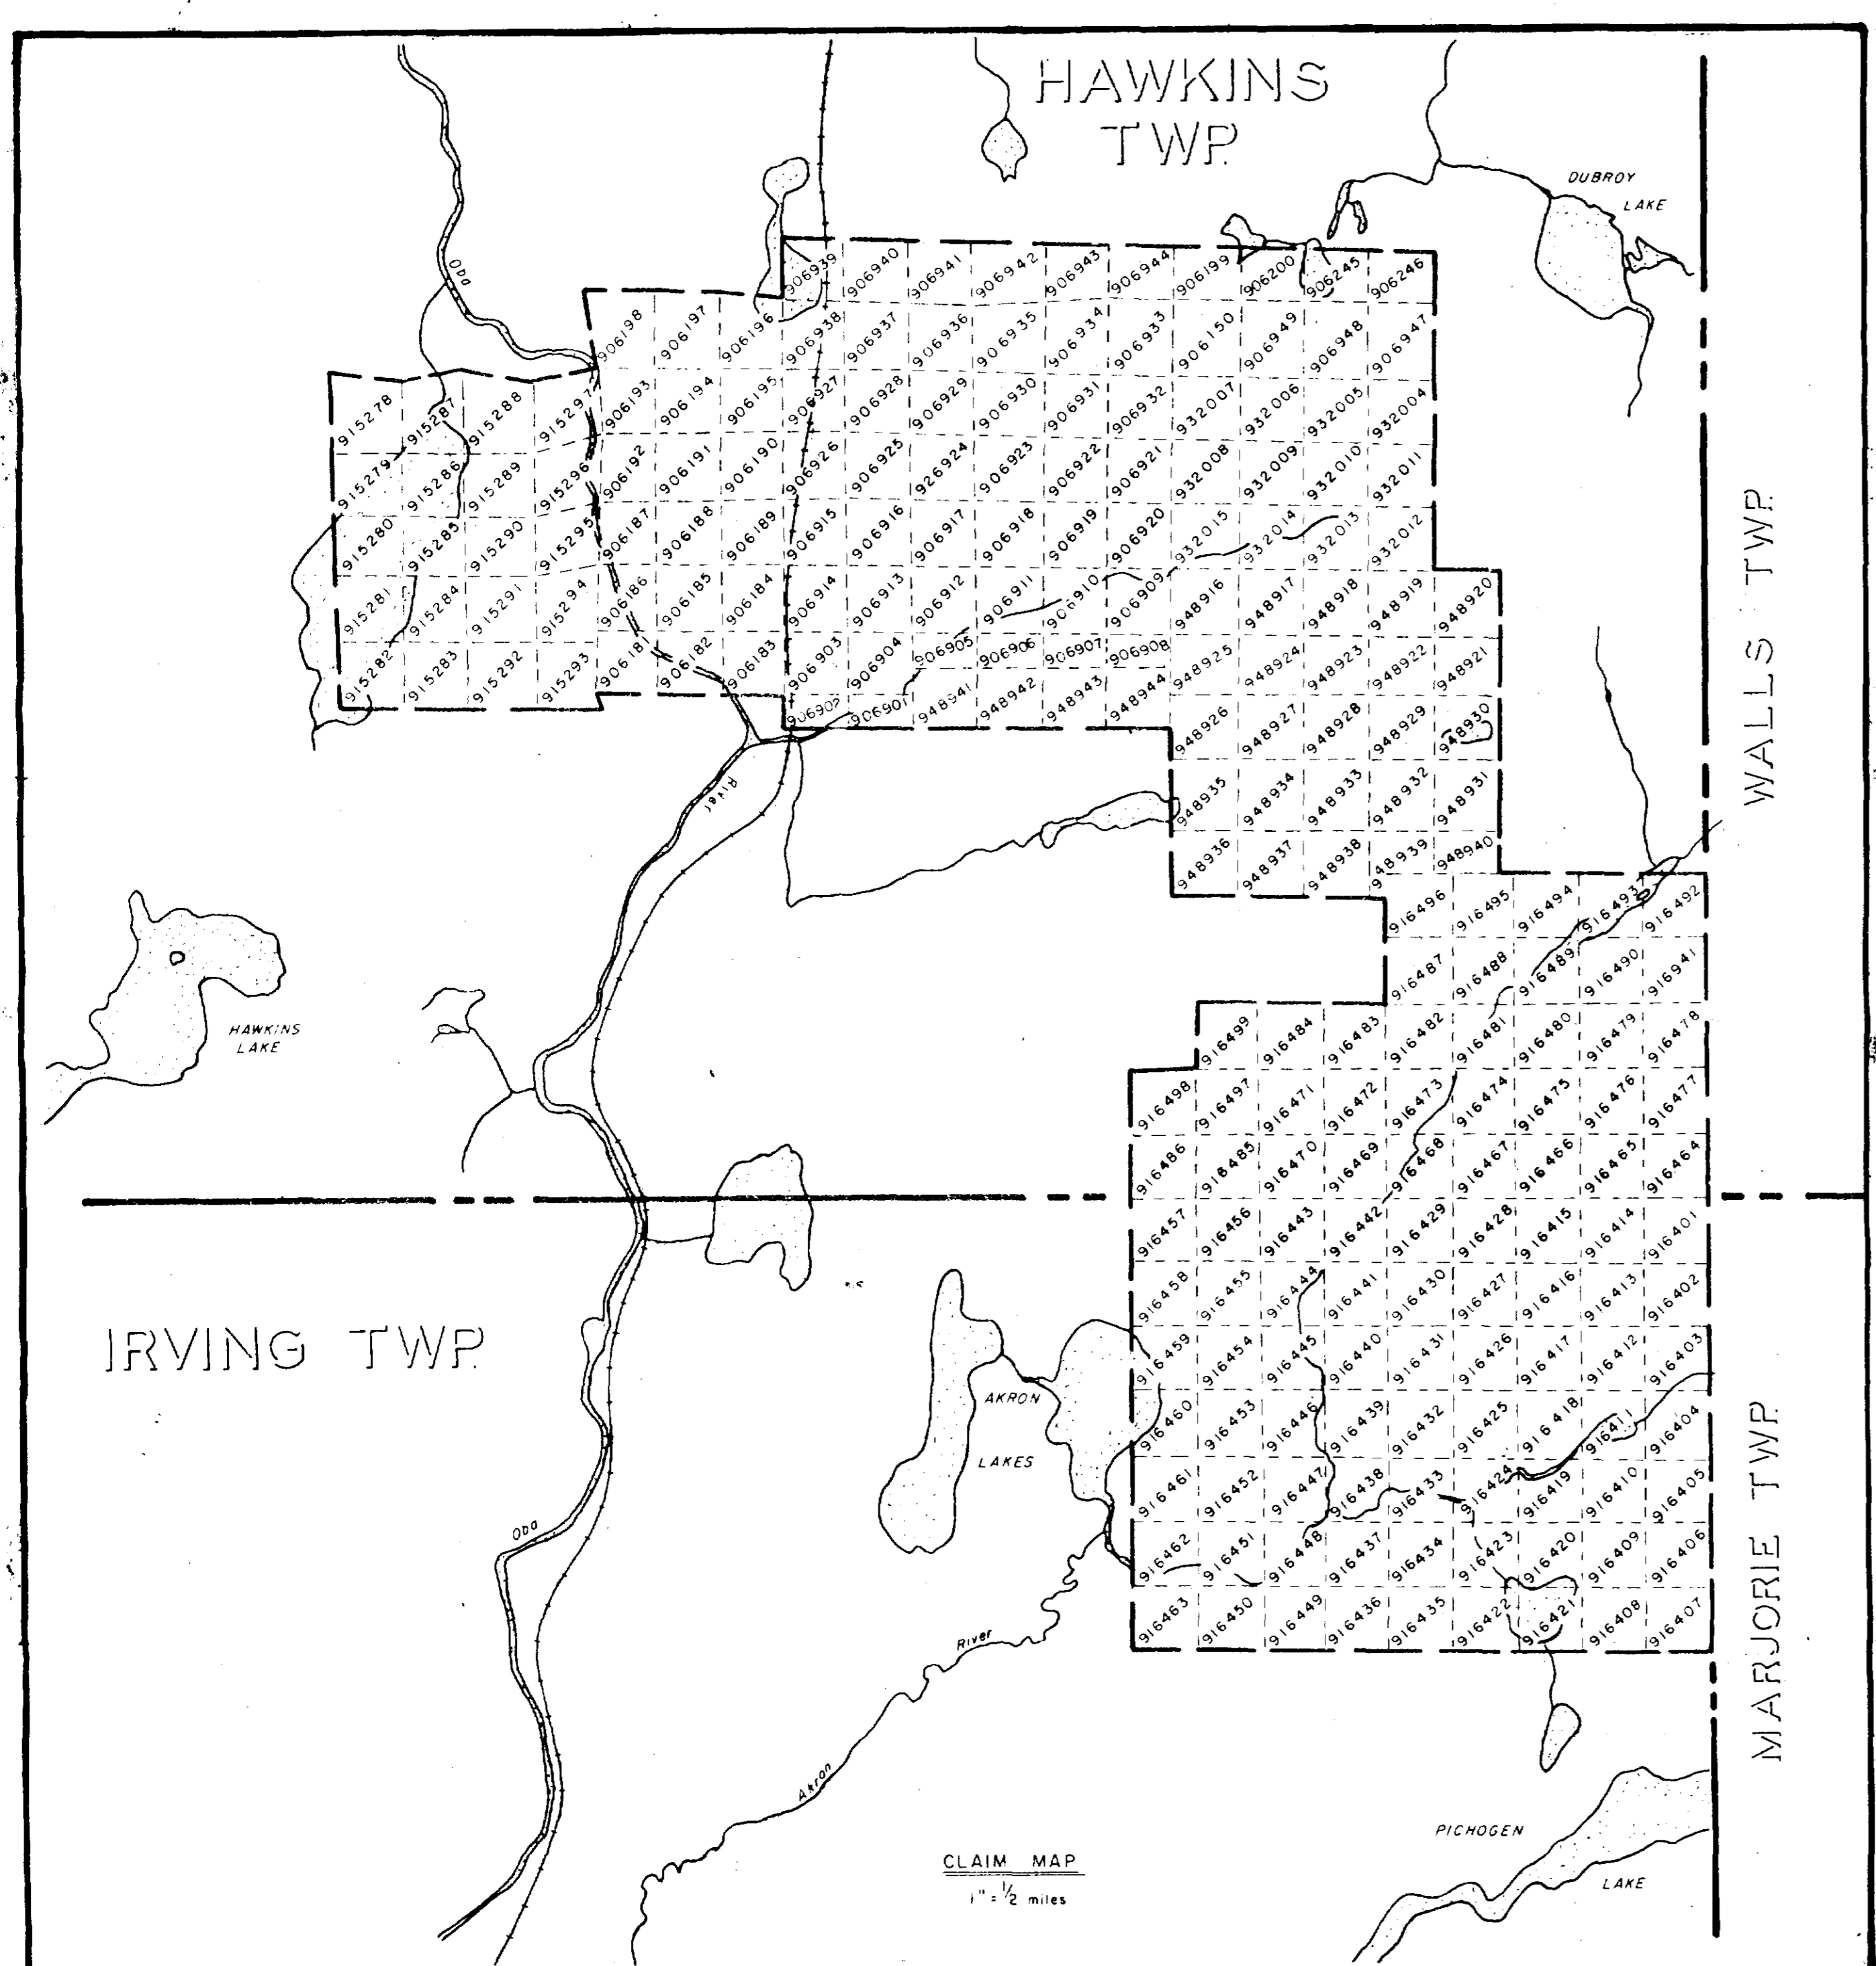 HAWKINS
TWP.
DUBROY
LAKE
Oba
906939 906940 906941 906942 906943 906944 906199 906200 906245 906246
906198 906197 906196 906938 906937 906936 906935 906934 906933 906150 906949 906948 906947
915278 915287 915288 915297 906193 906194 906195 906927 906928 906929 906930 906931 906932 932007 932006 932005 932004
915279 915286 915289 915296 906192 906191 906190 906926 906925 926924 906923 906922 906921 932008 932009 932010 932011
915280 915285 915290 915295 906187 906188 906189 906915 906916 906917 906918 906919 906920 932015 932014 932013 932012
915281 915284 915291 915294 906186 906185 906184 906914 906913 906912 906911 906910 906909 948916 948917 948918 948919 948920
915282 915283 915292 915293 906181 906182 906183 906903 906904 906905 906906 906907 906908 948925 948924 948923 948922 948921
906902 906901 948941 948942 948943 948944 948926 948927 948928 948929 948930
River
948935 948934 948933 948932 948931
948936 948937 948938 948939 948940
WALLS TWP.
916496 916495 916494 916493 916492
916487 916488 916489 916490 916941
HAWKINS
LAKE
916499 916484 916483 916482 916481 916480 916479 916478
916498 916497 916471 916472 916473 916474 916475 916476 916477
916486 918485 916470 916469 916468 916467 916466 916465 916464
916457 916456 916443 916442 916429 916428 916415 916414 916401
916458 916455 916444 916441 916430 916427 916416 916413 916402
IRVING TWP.
916459 916454 916445 916440 916431 916426 916417 916412 916403
AKRON
LAKES
916460 916453 916446 916439 916432 916425 916418 916411 916404
916461 916452 916447 916438 916433 916424 916419 916410 916405
Oba
916462 916451 916448 916437 916434 916423 916420 916409 916406
916463 916450 916449 916436 916435 916422 916421 916408 916407
MARJORIE TWP.
River
Akron
PICHOGEN
LAKE
CLAIM MAP
1" = 1/2 miles